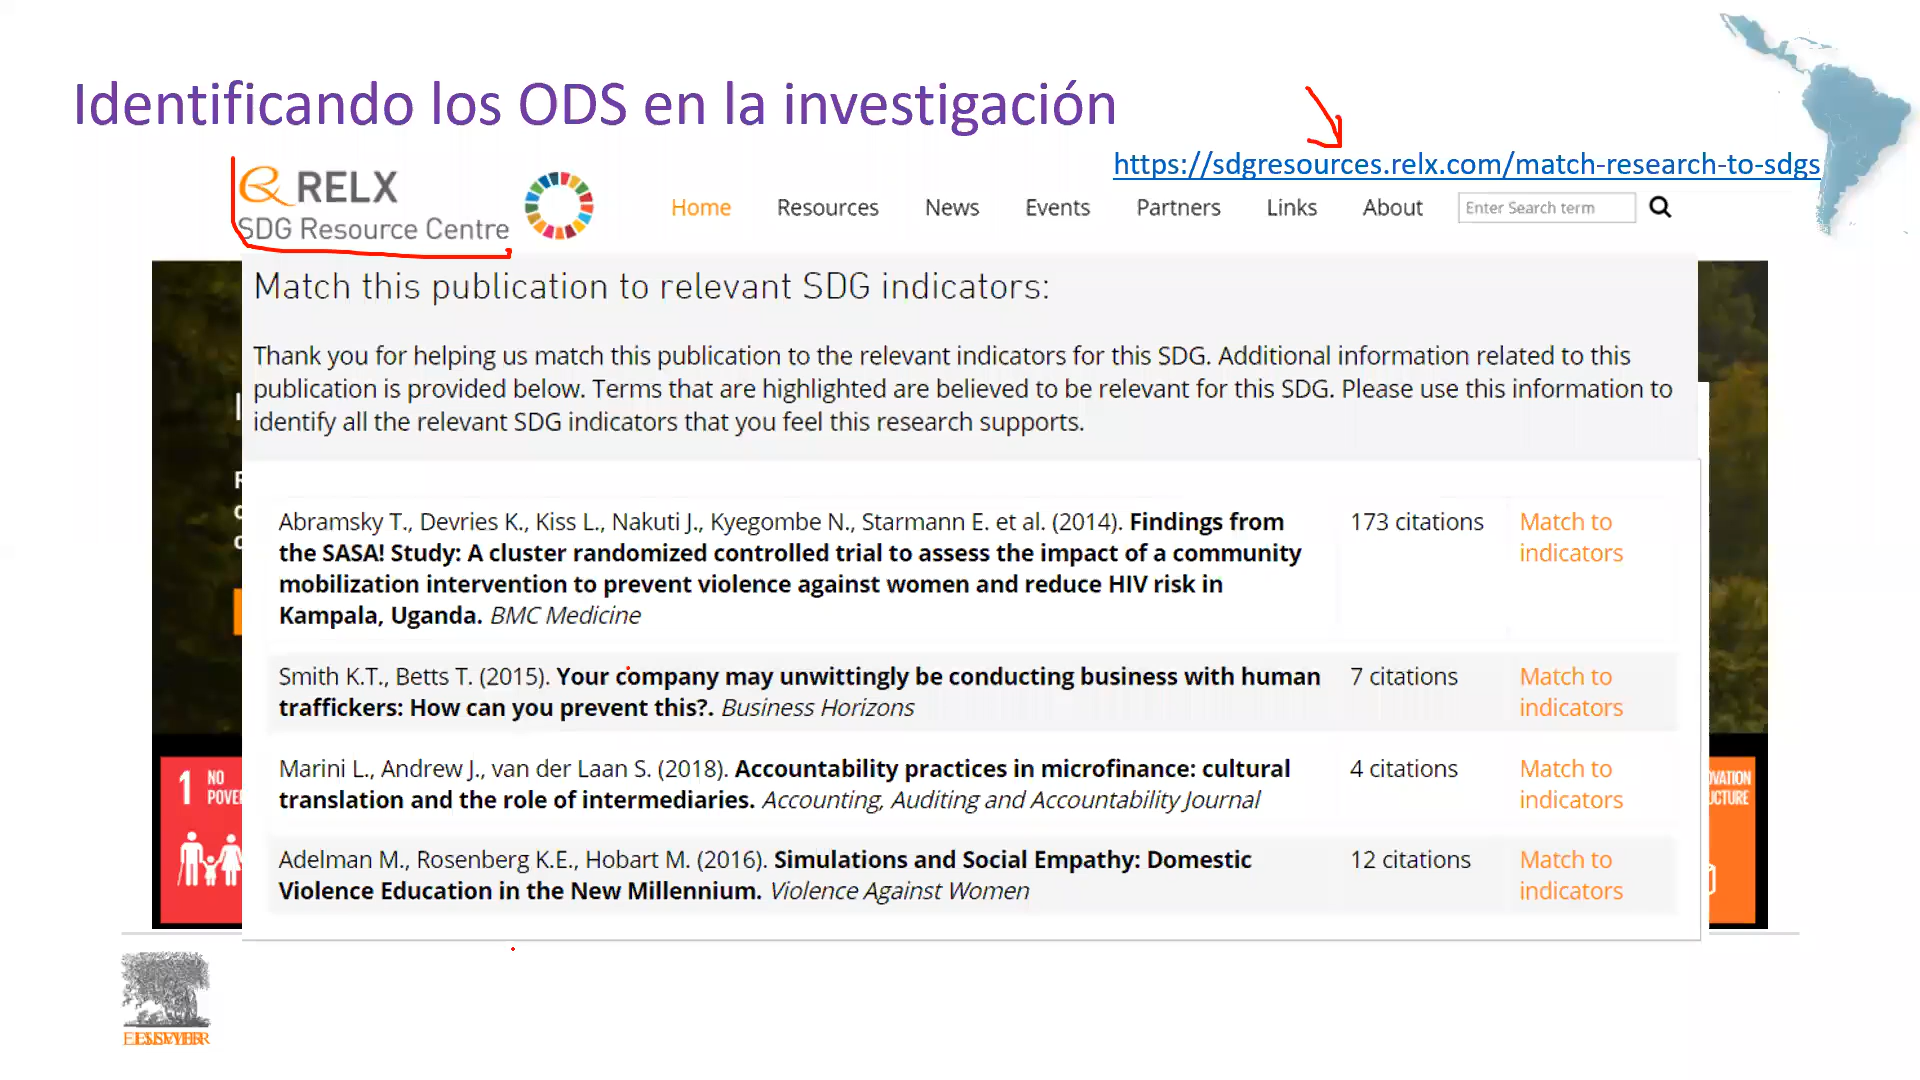 Identificando los ODS en la investigación
https://sdgresources.relx.com/match-research-to-sdgs
RELX
SDG Resource Centre
Home Resources News Events Partners Links About Enter Search term
Match this publication to relevant SDG indicators:
Thank you for helping us match this publication to the relevant indicators for this SDG. Additional information related to this
publication is provided below. Terms that are highlighted are believed to be relevant for this SDG. Please use this information to
identify all the relevant SDG indicators that you feel this research supports.
Abramsky T., Devries K., Kiss L., Nakuti J., Kyegombe N., Starmann E. et al. (2014). Findings from 173 citations Match to
the SASA! Study: A cluster randomized controlled trial to assess the impact of a community indicators
mobilization intervention to prevent violence against women and reduce HIV risk in
Kampala, Uganda. BMC Medicine
Smith K.T., Betts T. (2015). Your company may unwittingly be conducting business with human 7 citations Match to
traffickers: How can you prevent this?. Business Horizons indicators
Marini L., Andrew J., van der Laan S. (2018). Accountability practices in microfinance: cultural 4 citations Match to
translation and the role of intermediaries. Accounting, Auditing and Accountability Journal indicators
Adelman M., Rosenberg K.E., Hobart M. (2016). Simulations and Social Empathy: Domestic 12 citations Match to
Violence Education in the New Millennium. Violence Against Women indicators
1 NO
ELSEVIER